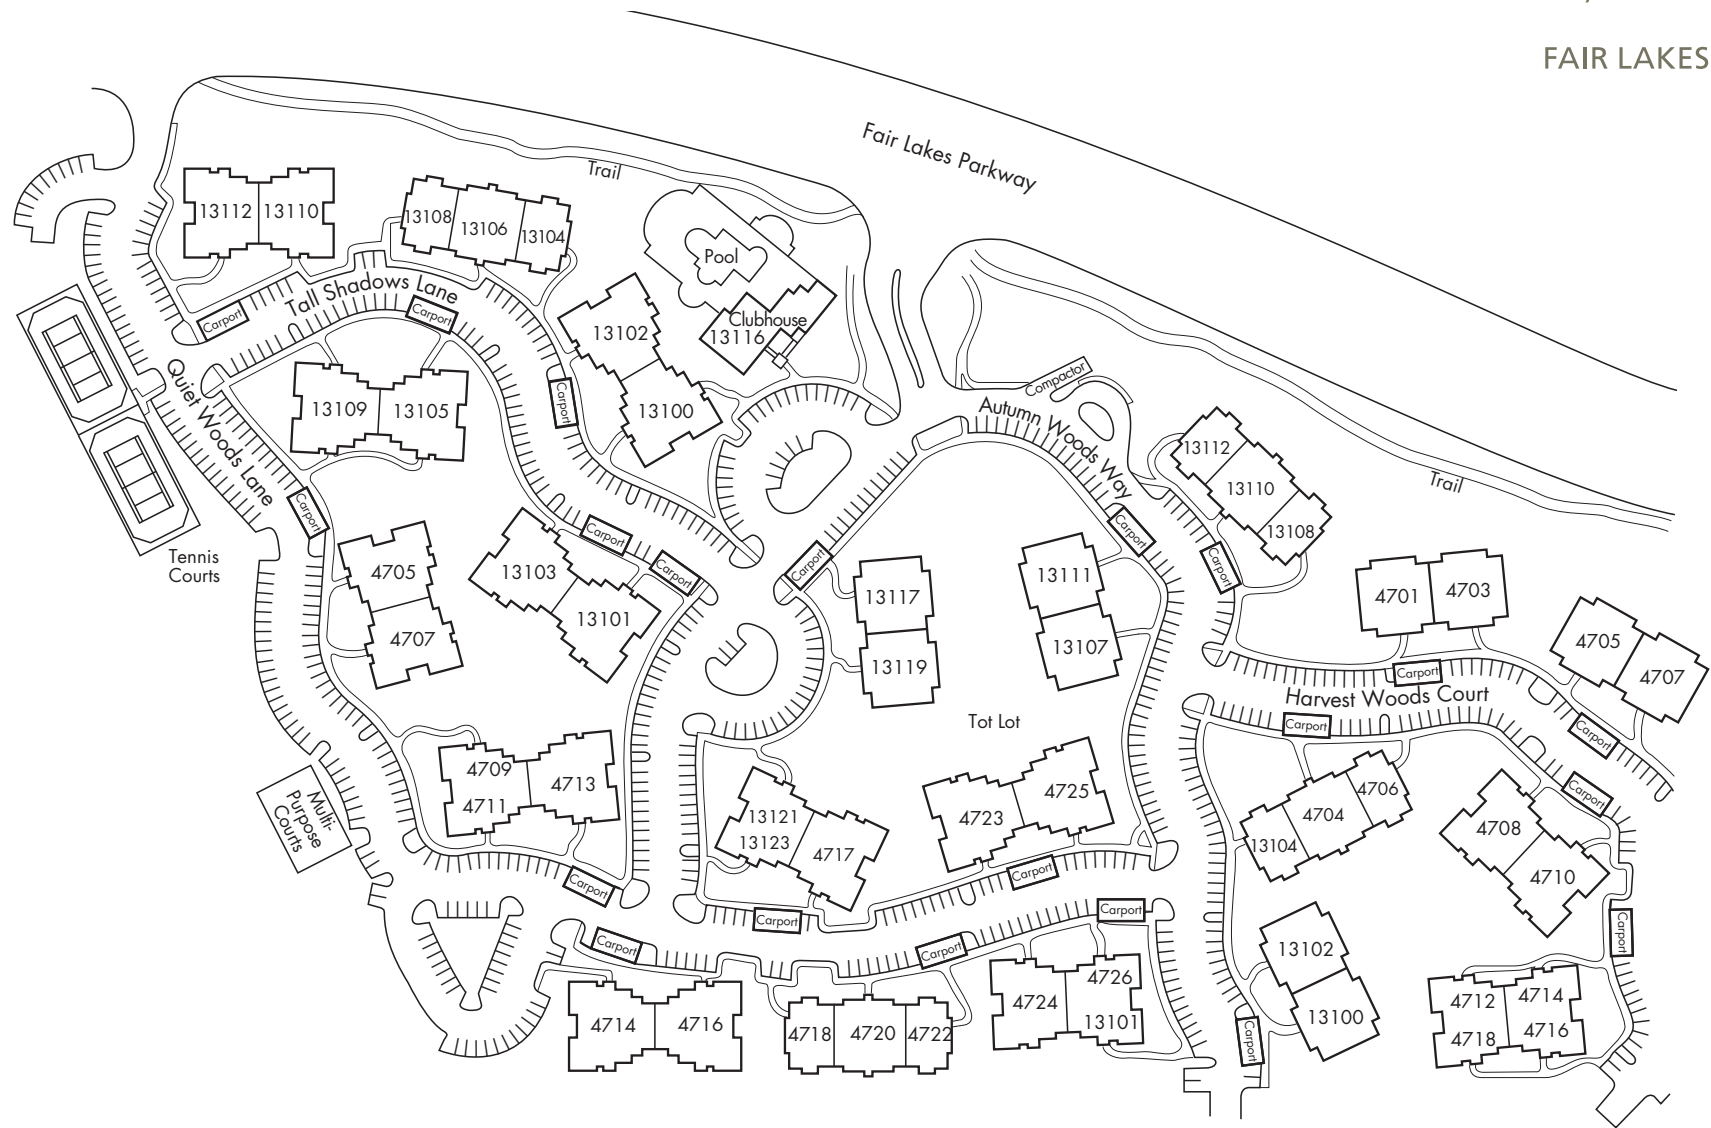 FAIR LAKES
Fair Lakes Parkway
Trail
13112
13110
13108
13106
13104
Pool
Clubhouse
13116
Tall Shadows Lane
Carport
Carport
13102
13100
Carport
Quiet Woods Lane
13109
13105
Compactor
Autumn Woods Way
13112
13110
13108
Trail
Carport
Tennis
Courts
Carport
Carport
Carport
Carport
Carport
4705
4707
13103
13101
13117
13119
13111
13107
4701
4703
4705
4707
Carport
Harvest Woods Court
Carport
Carport
Tot Lot
4709
4711
4713
Multi-
Purpose
Courts
13121
13123
4717
4723
4725
13104
4704
4706
Carport
4708
4710
Carport
Carport
Carport
Carport
Carport
Carport
Carport
13102
13100
4714
4716
4718
4720
4722
4724
4726
13101
Carport
4712
4714
4718
4716